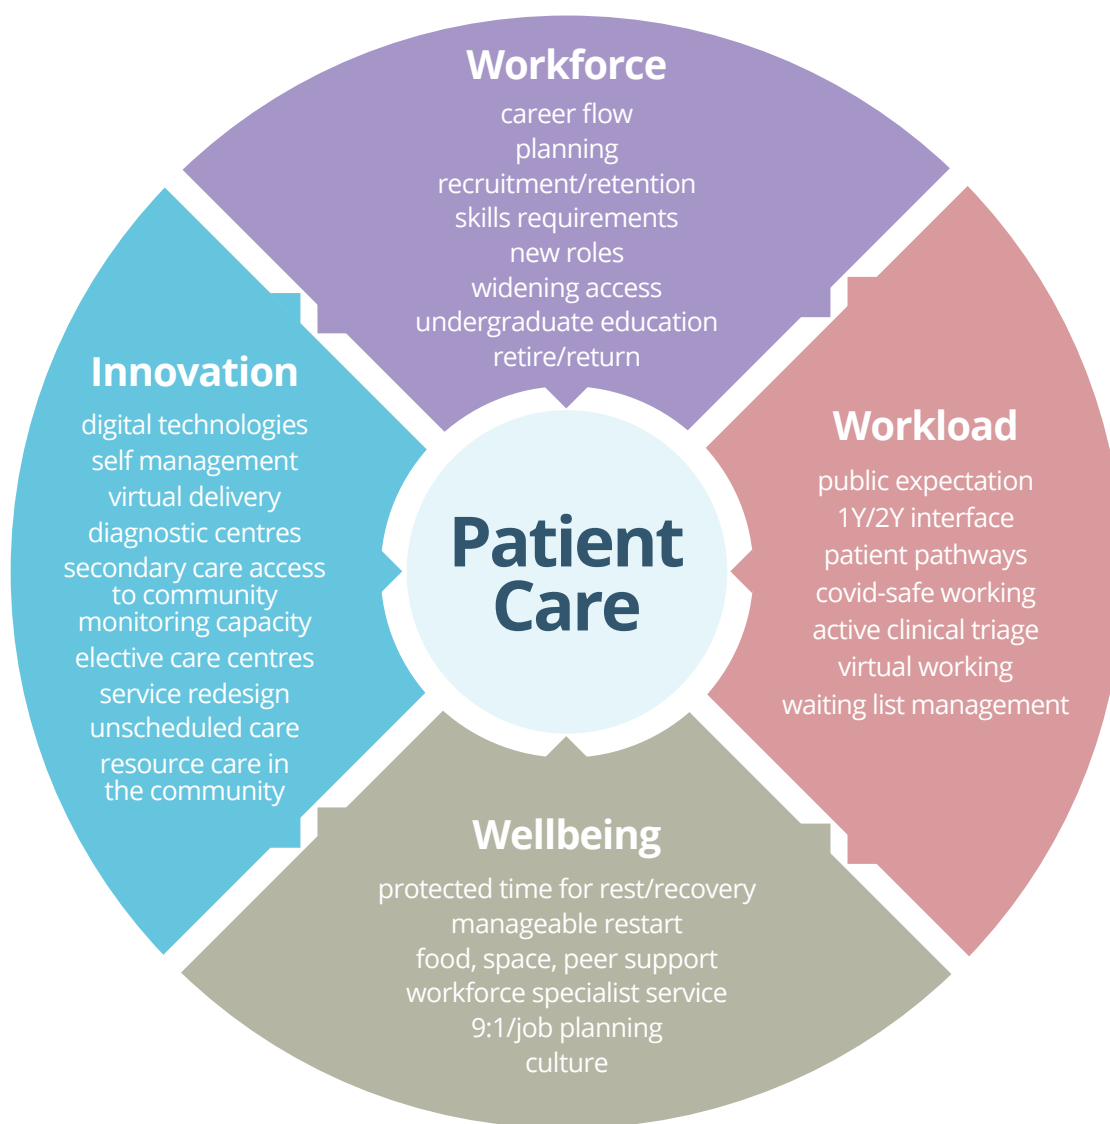 Workforce
career flow
planning
recruitment/retention
skills requirements
new roles
widening access
undergraduate education
retire/return
Innovation
digital technologies
self management
virtual delivery
diagnostic centres
secondary care access
to community
monitoring capacity
elective care centres
service redesign
unscheduled care
resource care in
the community
Patient
Care
Workload
public expectation
1Y/2Y interface
patient pathways
covid-safe working
active clinical triage
virtual working
waiting list management
Wellbeing
protected time for rest/recovery
manageable restart
food, space, peer support
workforce specialist service
9:1/job planning
culture